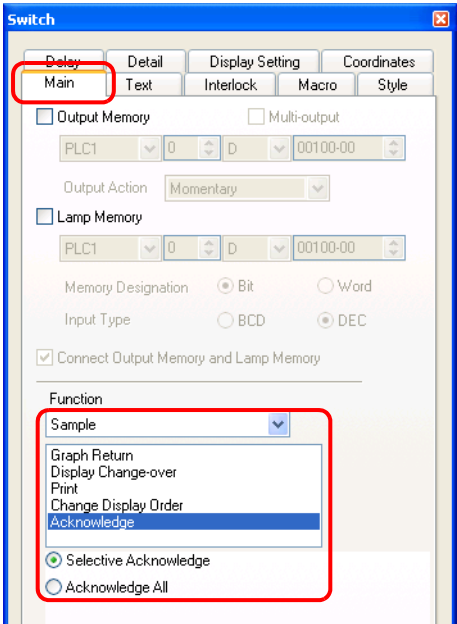 Switch
Delay Detail Display Setting Coordinates
Main Text Interlock Macro Style
Output Memory Multi-output
PLC1 0 D 00100-00
Output Action Momentary
Lamp Memory
PLC1 0 D 00100-00
Memory Designation Bit Word
Input Type BCD DEC
Connect Output Memory and Lamp Memory
Function
Sample
Graph Return
Display Change-over
Print
Change Display Order
Acknowledge
Selective Acknowledge
Acknowledge All